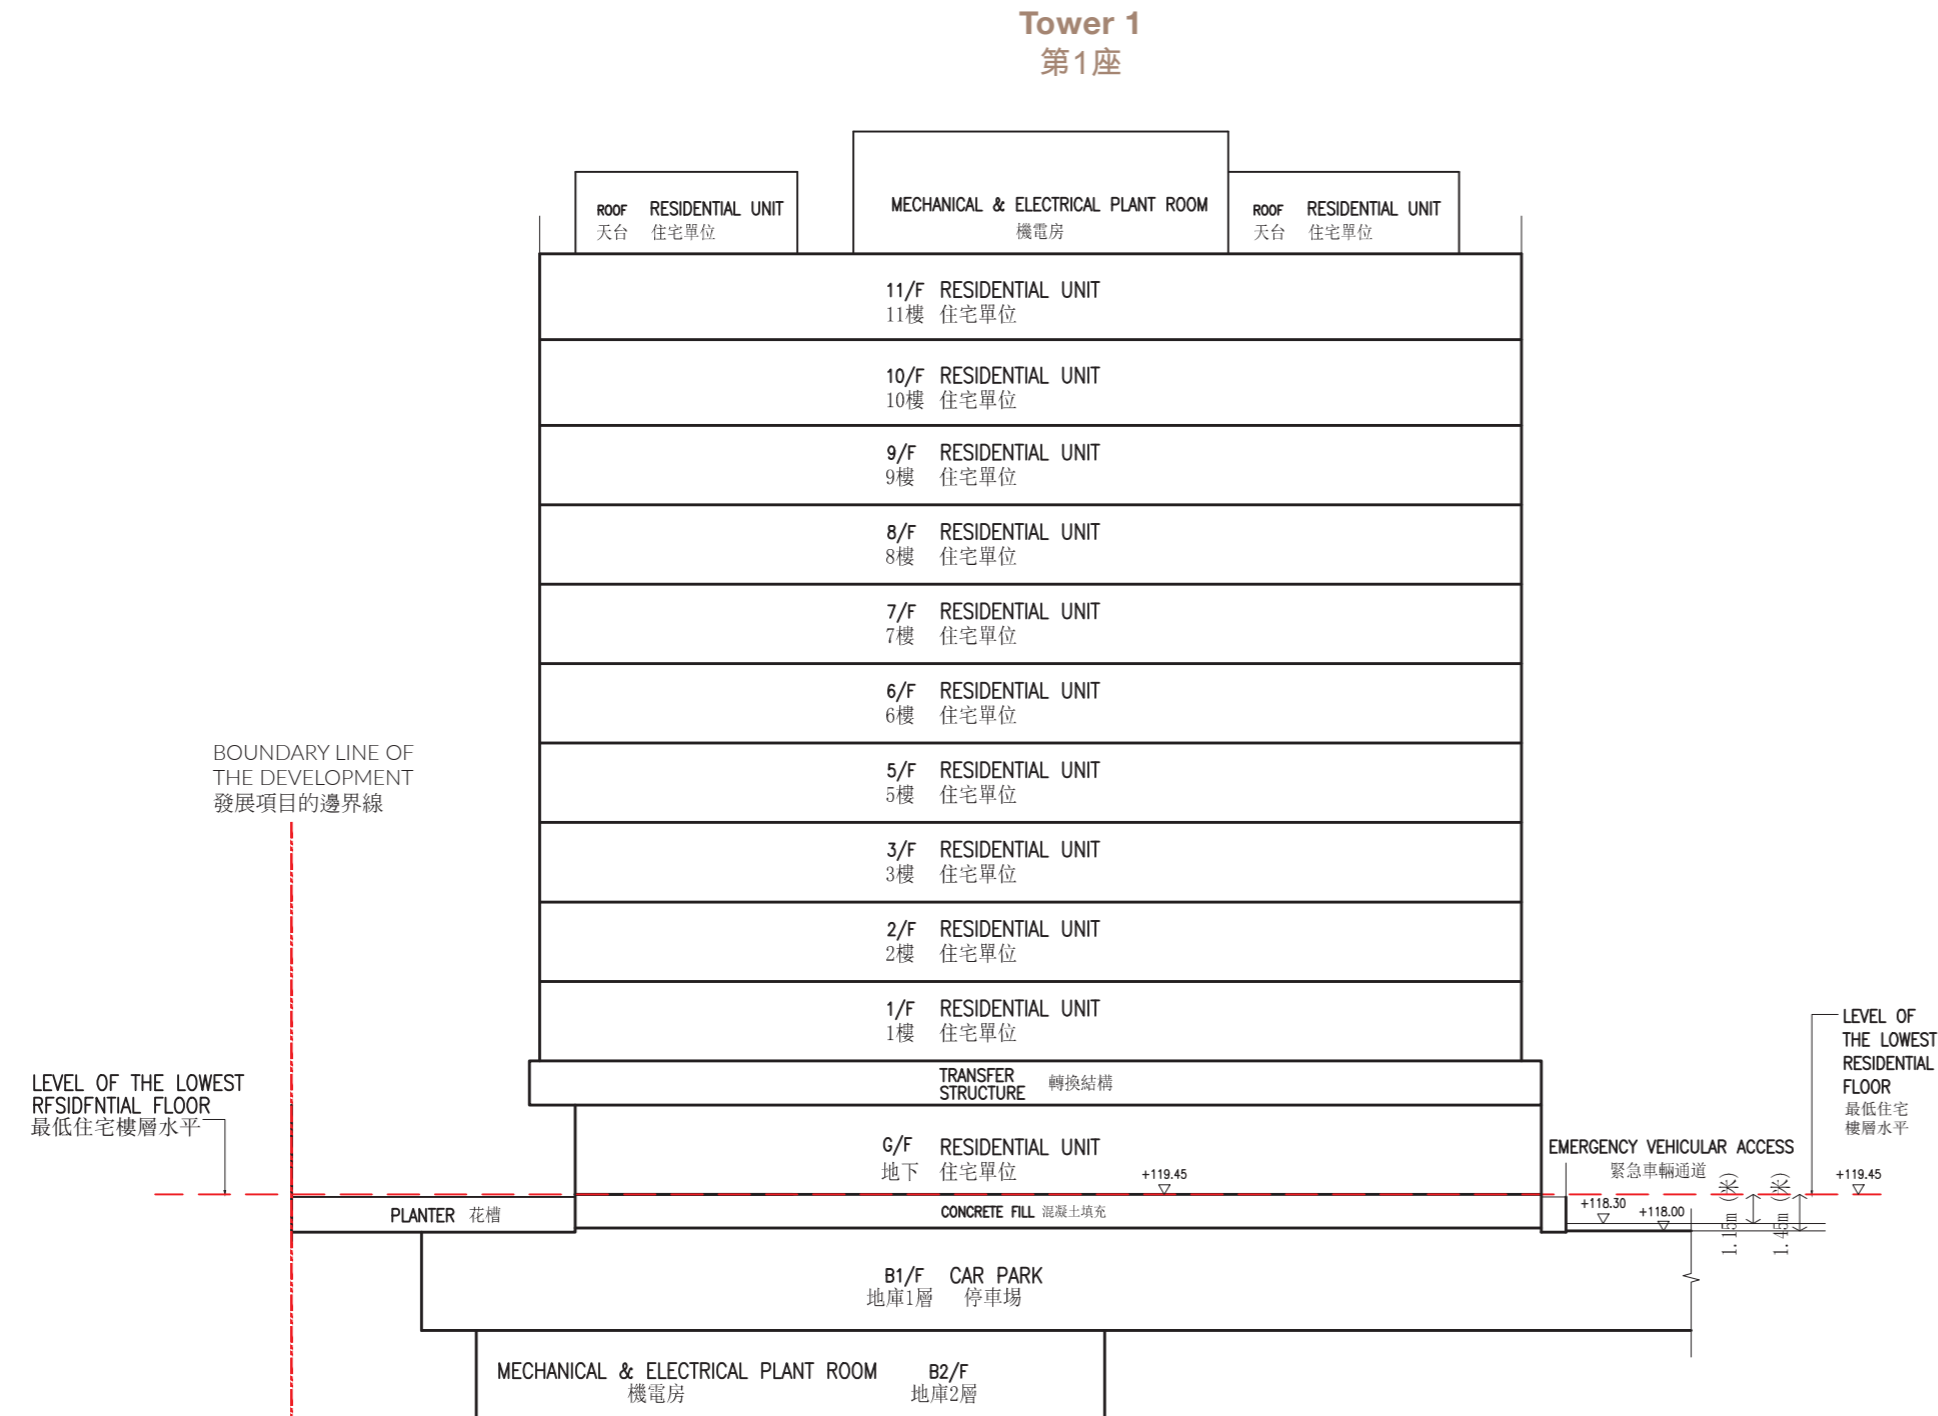 Tower 1
第1座
MECHANICAL & ELECTRICAL PLANT ROOM
機電房
ROOF RESIDENTIAL UNIT
天台 住宅單位
ROOF RESIDENTIAL UNIT
天台 住宅單位
11/F RESIDENTIAL UNIT
11樓 住宅單位
10/F RESIDENTIAL UNIT
10樓 住宅單位
9/F RESIDENTIAL UNIT
9樓 住宅單位
8/F RESIDENTIAL UNIT
8樓 住宅單位
7/F RESIDENTIAL UNIT
7樓 住宅單位
6/F RESIDENTIAL UNIT
6樓 住宅單位
BOUNDARY LINE OF
THE DEVELOPMENT
發展項目的邊界線
5/F RESIDENTIAL UNIT
5樓 住宅單位
3/F RESIDENTIAL UNIT
3樓 住宅單位
2/F RESIDENTIAL UNIT
2樓 住宅單位
1/F RESIDENTIAL UNIT
1樓 住宅單位
LEVEL OF
THE LOWEST
RESIDENTIAL
FLOOR
最低住宅
樓層水平
LEVEL OF THE LOWEST
RFSIDFNTIAL FLOOR
最低住宅樓層水平
TRANSFER
STRUCTURE 轉換結構
G/F RESIDENTIAL UNIT
地下 住宅單位
+119.45
EMERGENCY VEHICULAR ACCESS
緊急車輛通道
+119.45
+118.30
+118.00
1.15m (米)
1.45m (米)
PLANTER 花槽
CONCRETE FILL 混凝土填充
B1/F CAR PARK
地庫1層 停車場
MECHANICAL & ELECTRICAL PLANT ROOM B2/F
機電房 地庫2層